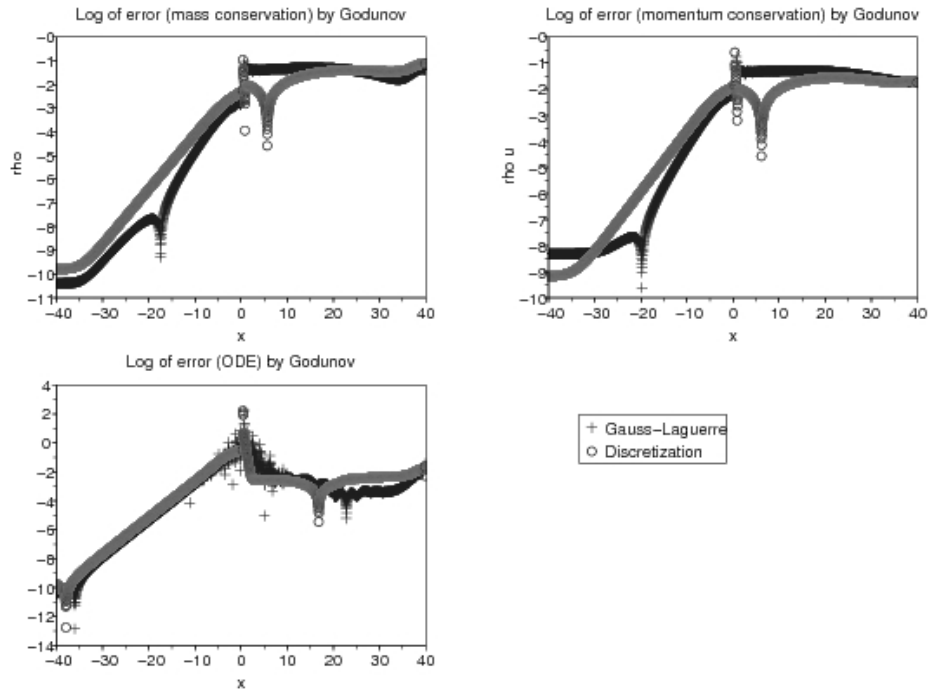 Log of error (mass conservation) by Godunov
−0
−1
−2
−3
−4
−5
−6
−7
−8
−9
−10
−11
rho
−40 −30 −20 −10 0 10 20 30 40
x
Log of error (momentum conservation) by Godunov
−0
−1
−2
−3
−4
−5
−6
−7
−8
−9
−10
rho u
−40 −30 −20 −10 0 10 20 30 40
x
Log of error (ODE) by Godunov
4
2
0
−2
−4
−6
−8
−10
−12
−14
−40 −30 −20 −10 0 10 20 30 40
x
Gauss−Laguerre
Discretization